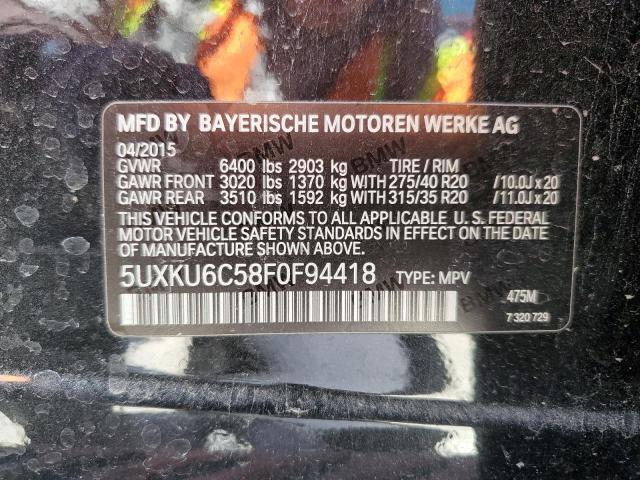 MFD BY BAYERISCHE MOTOREN WERKE AG
04/2015
GVWR 6400 lbs 2903 kg TIRE / RIM
GAWR FRONT 3020 lbs 1370 kg WITH 275/40 R20 /10.0J x 20
GAWR REAR 3510 lbs 1592 kg WITH 315/35 R20 /11.0J x 20
THIS VEHICLE CONFORMS TO ALL APPLICABLE U. S. FEDERAL
MOTOR VEHICLE SAFETY STANDARDS IN EFFECT ON THE DATE
OF MANUFACTURE SHOWN ABOVE.
5UXKU6C58F0F94418 TYPE: MPV
475M
7 320 729